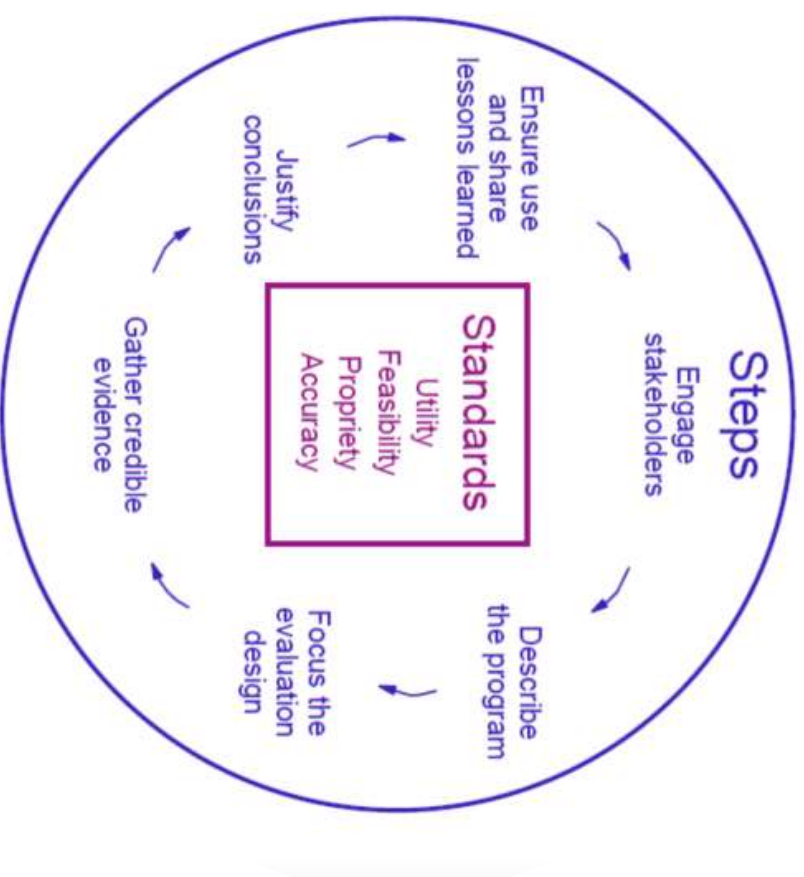 Steps
Engage
stakeholders
Describe
the program
Focus the
evaluation
design
Gather credible
evidence
Justify
conclusions
Ensure use
and share
lessons learned
Standards
Utility
Feasibility
Propriety
Accuracy